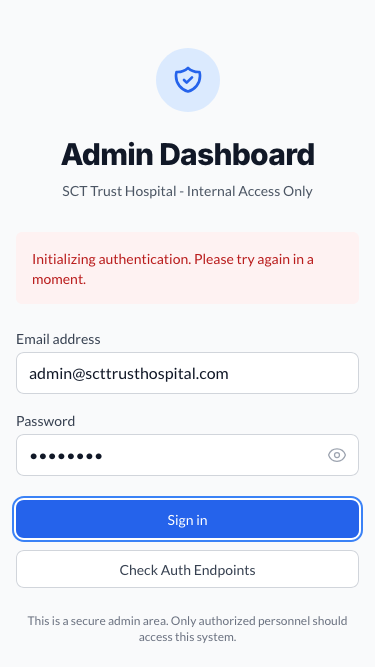 Admin Dashboard
SCT Trust Hospital - Internal Access Only
Initializing authentication. Please try again in a
moment.
Email address
admin@scttrusthospital.com
Password
••••••••
Sign in
Check Auth Endpoints
This is a secure admin area. Only authorized personnel should
access this system.